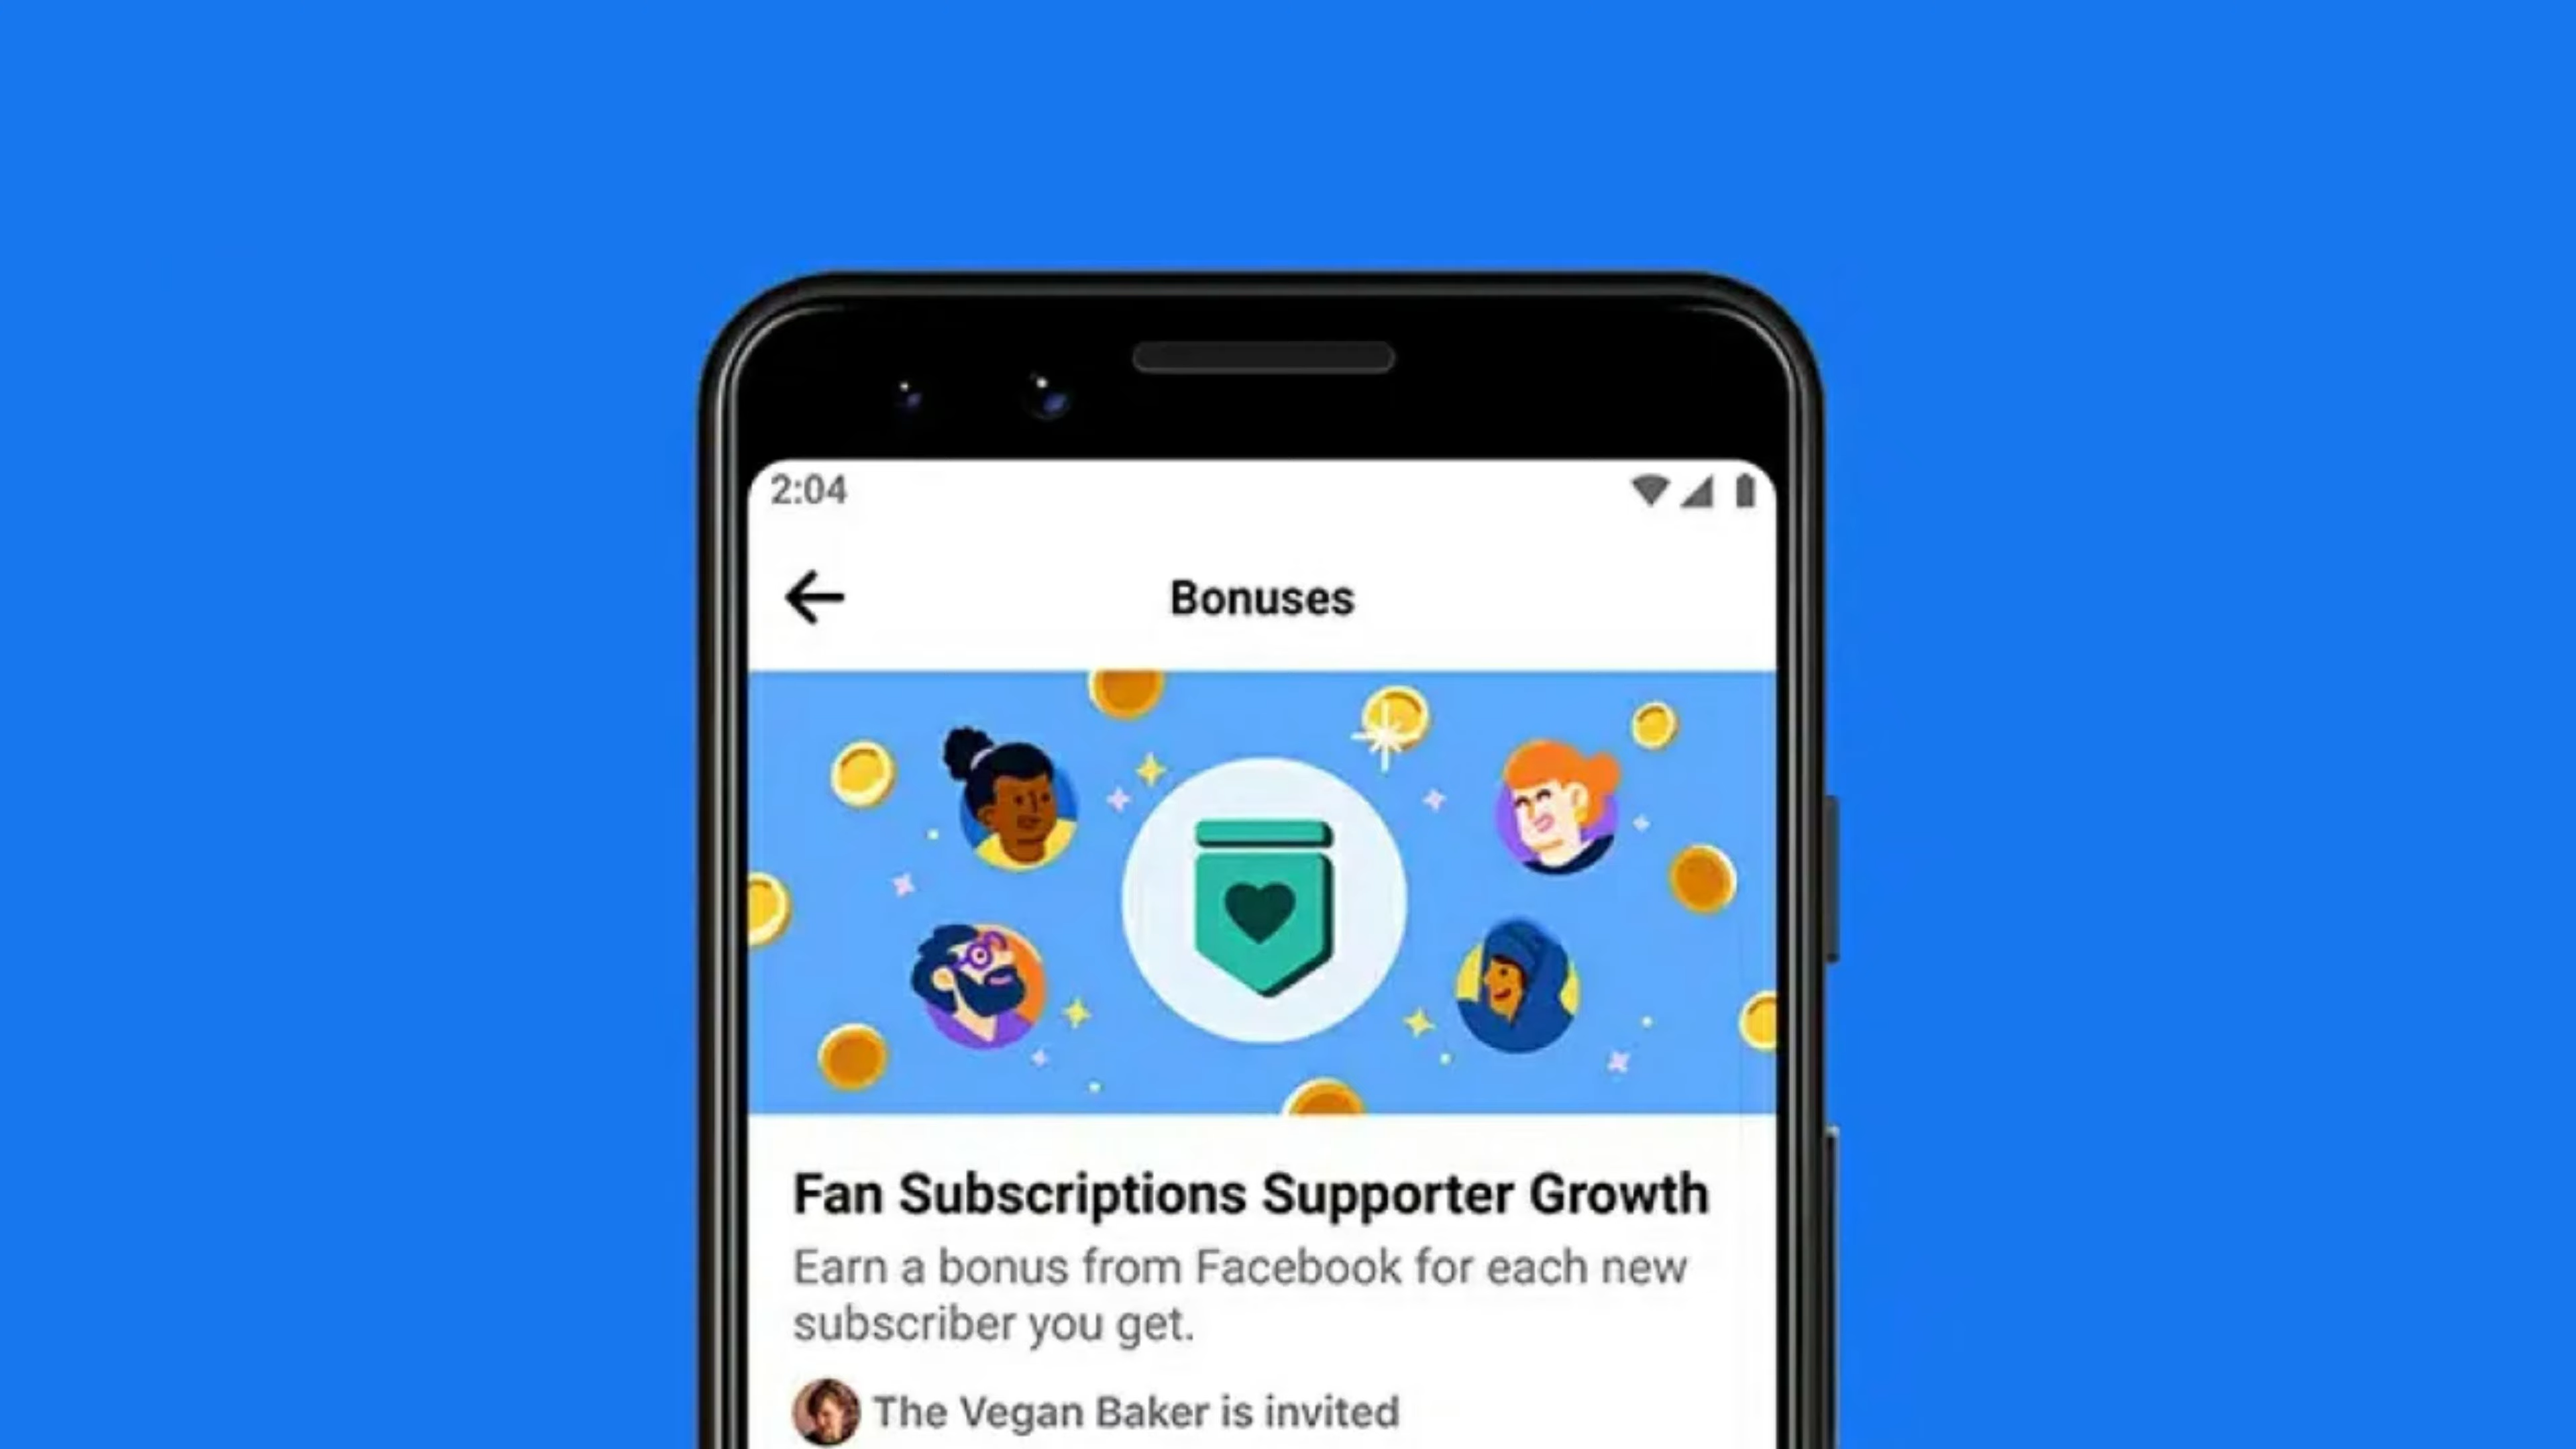 2:04
Bonuses
Fan Subscriptions Supporter Growth
Earn a bonus from Facebook for each new
subscriber you get.
The Vegan Baker is invited